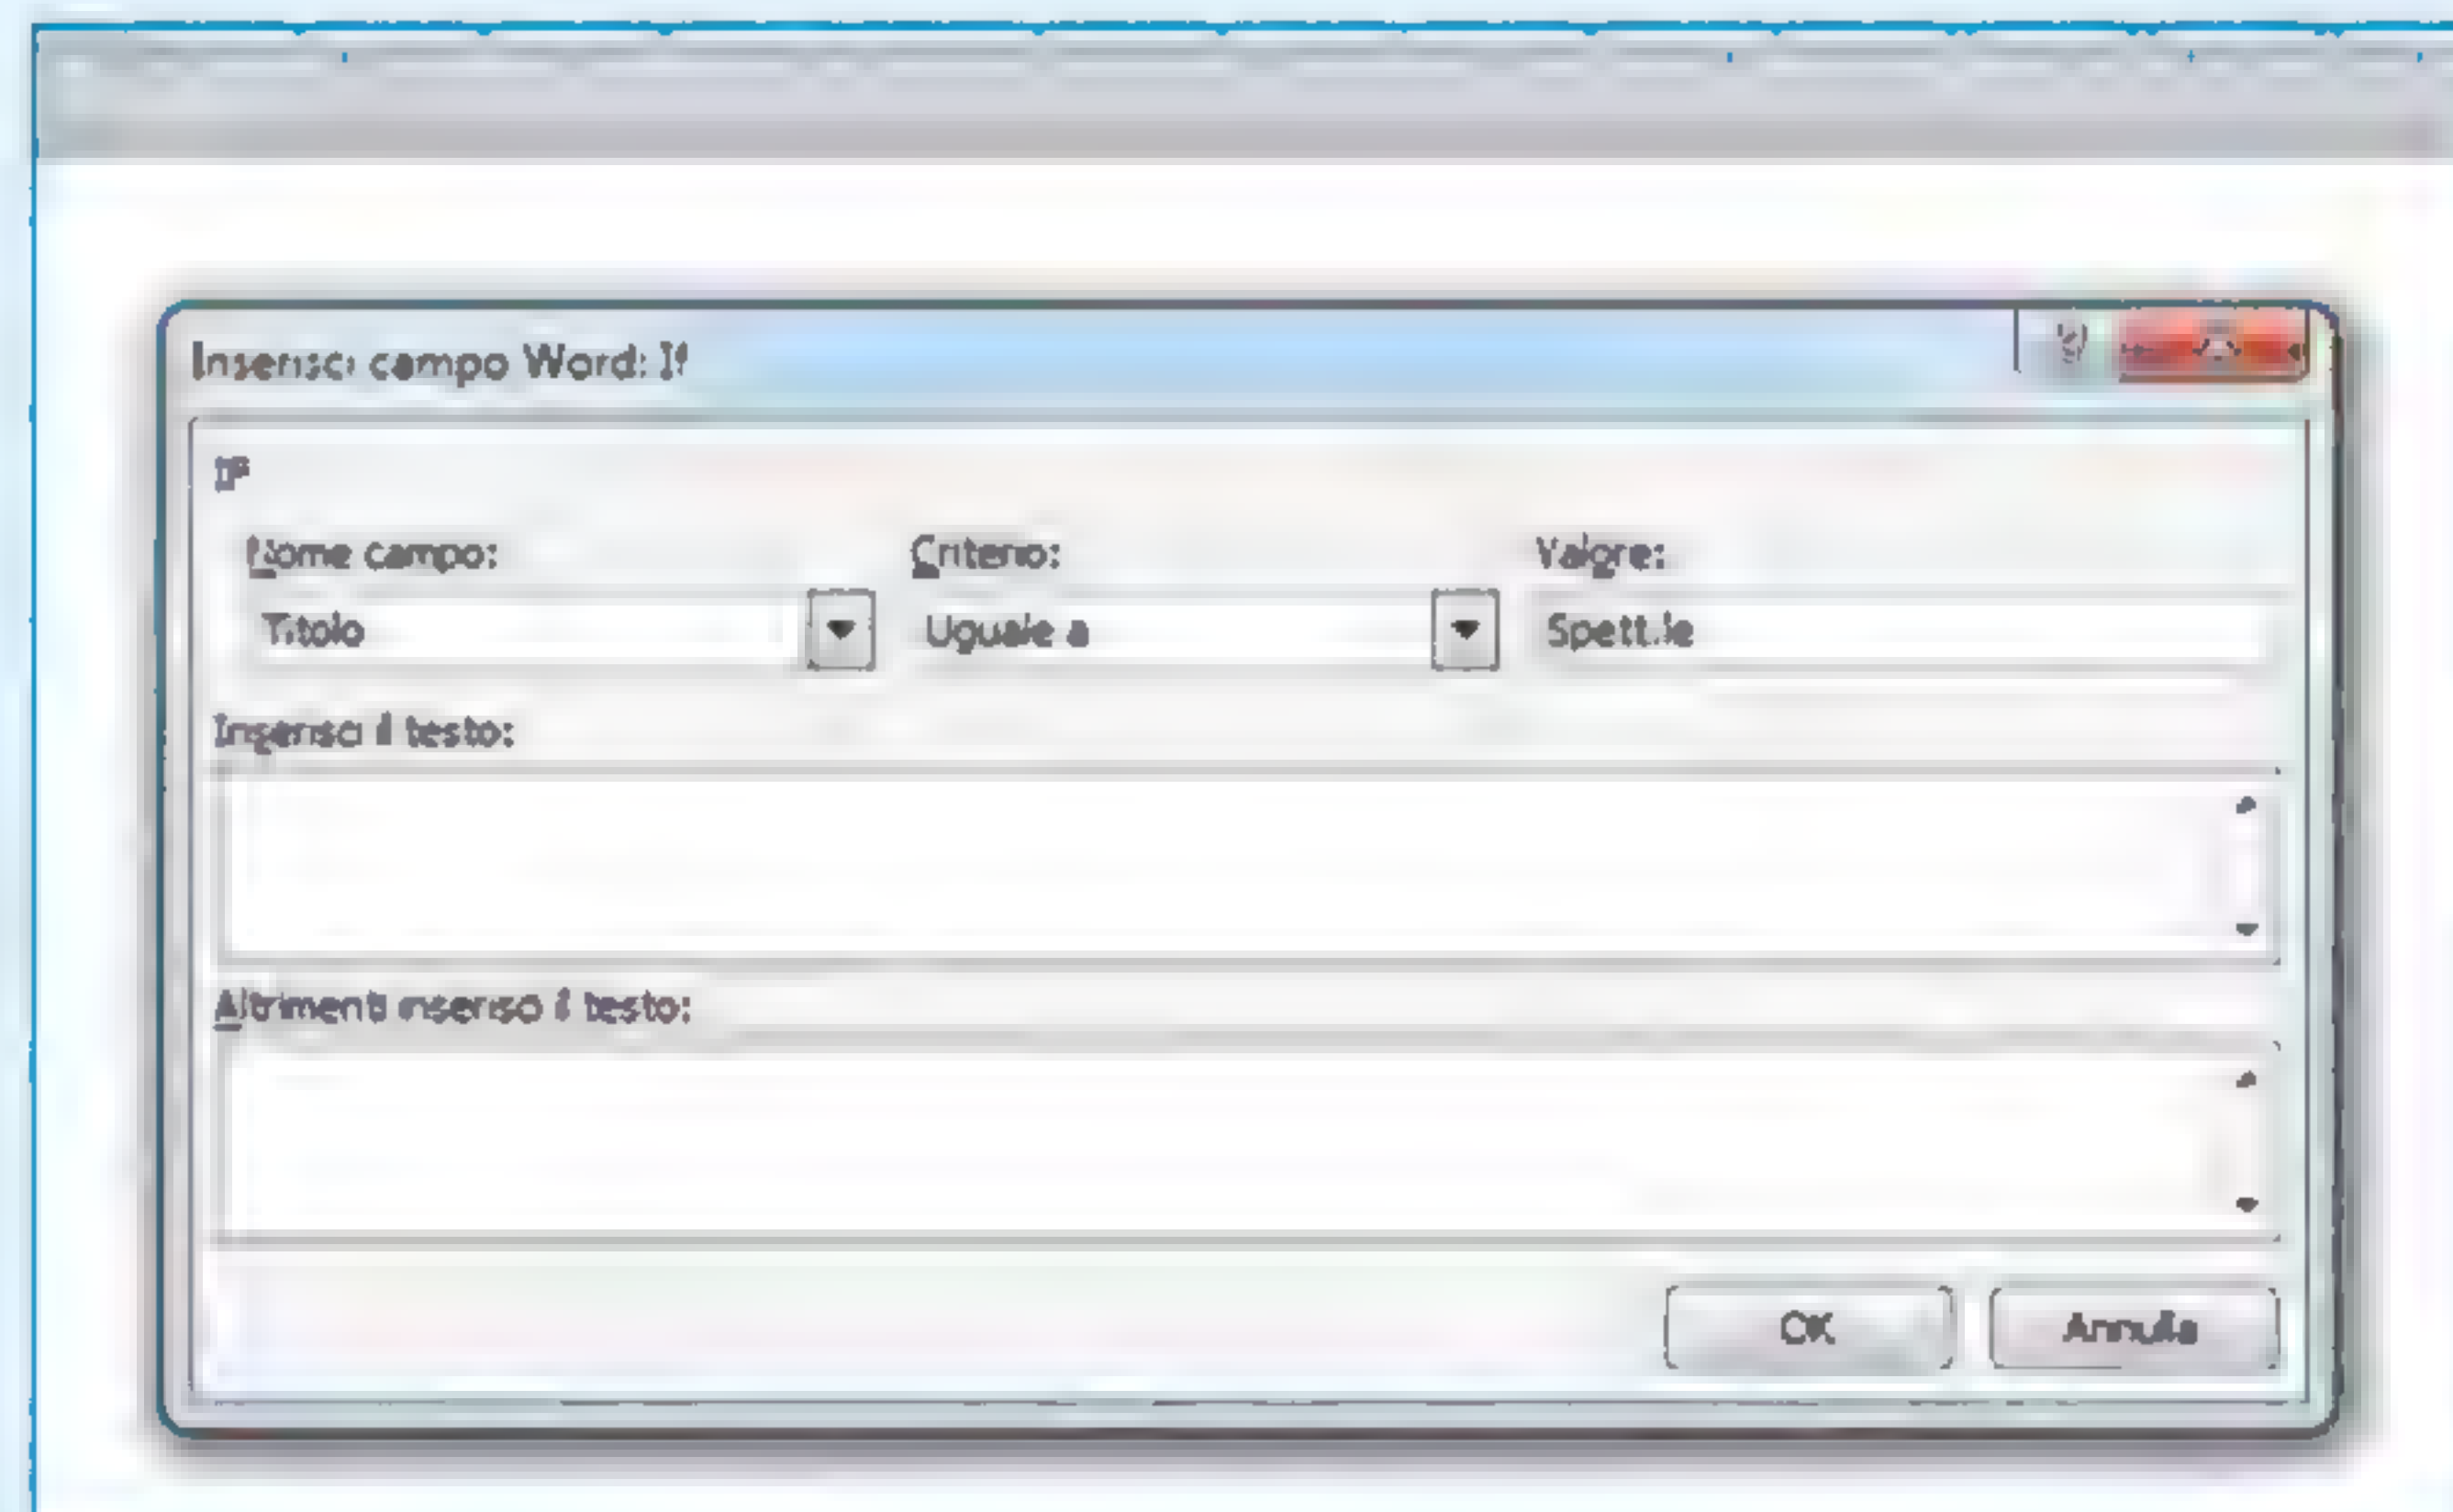 Inserisci campo Word: If
IF
Nome campo: Criterio: Valore:
Titolo Uguale a Spett.le
Inserisci il testo:
Altrimenti inserisci il testo:
OK Annulla